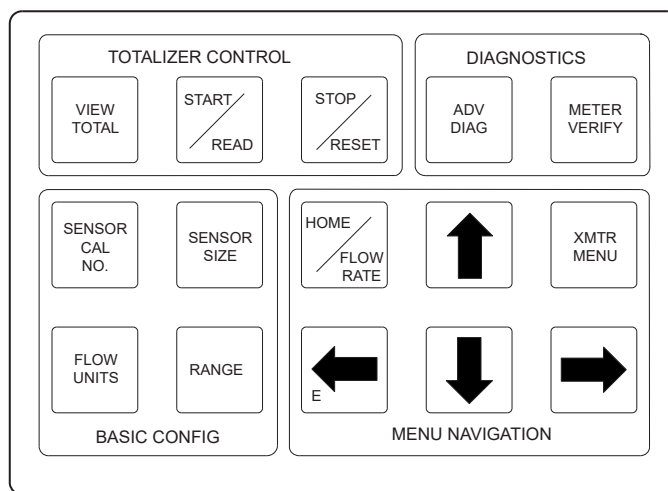 TOTALIZER CONTROL
VIEW
TOTAL
START
READ
STOP
RESET
DIAGNOSTICS
ADV
DIAG
METER
VERIFY
SENSOR
CAL
NO.
SENSOR
SIZE
FLOW
UNITS
RANGE
BASIC CONFIG
HOME
FLOW
RATE
XMTR
MENU
E
MENU NAVIGATION